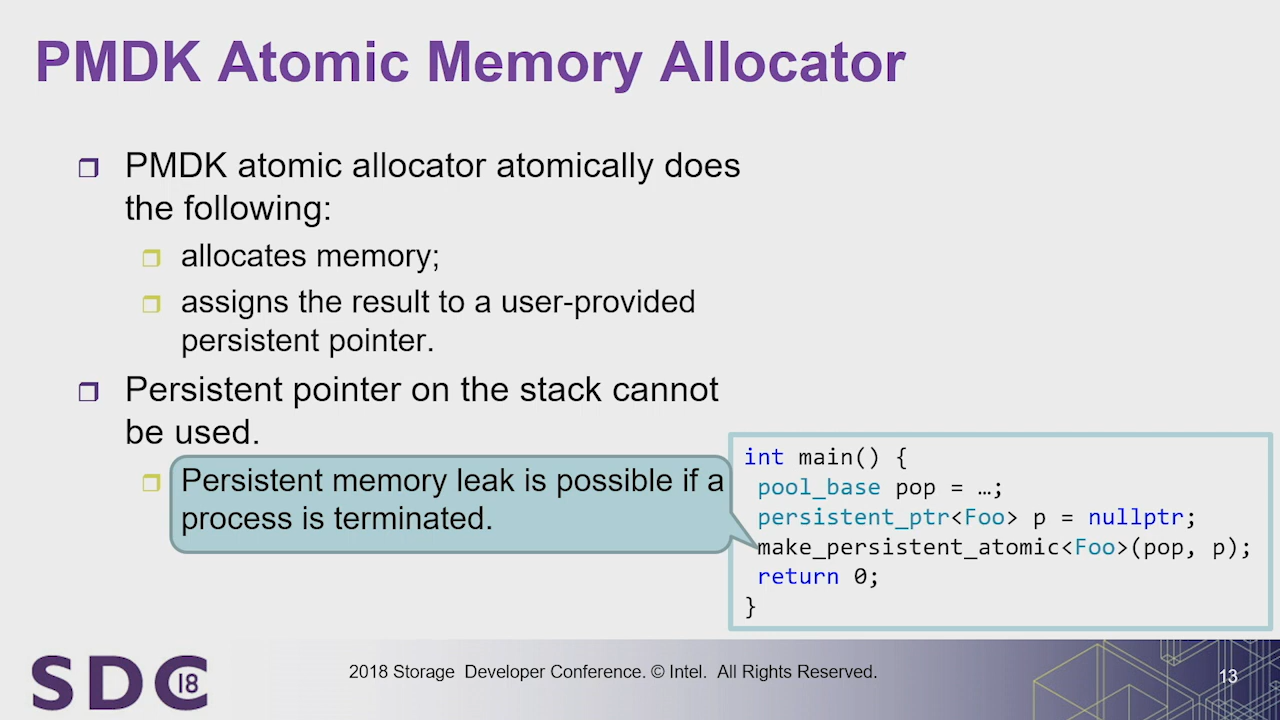 PMDK Atomic Memory Allocator
PMDK atomic allocator atomically does
the following:
allocates memory;
assigns the result to a user-provided
persistent pointer.
Persistent pointer on the stack cannot
be used.
Persistent memory leak is possible if a
process is terminated.
int main() {
pool_base pop = …;
persistent_ptr<Foo> p = nullptr;
make_persistent_atomic<Foo>(pop, p);
return 0;
}
SDC 18
2018 Storage  Developer Conference. © Intel.  All Rights Reserved.
13